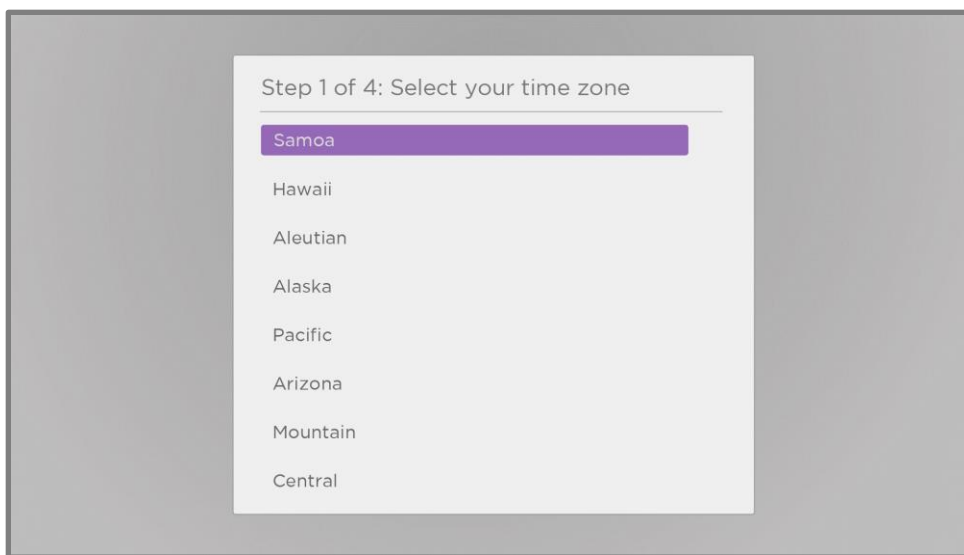 Step 1 of 4: Select your time zone
Samoa
Hawaii
Aleutian
Alaska
Pacific
Arizona
Mountain
Central